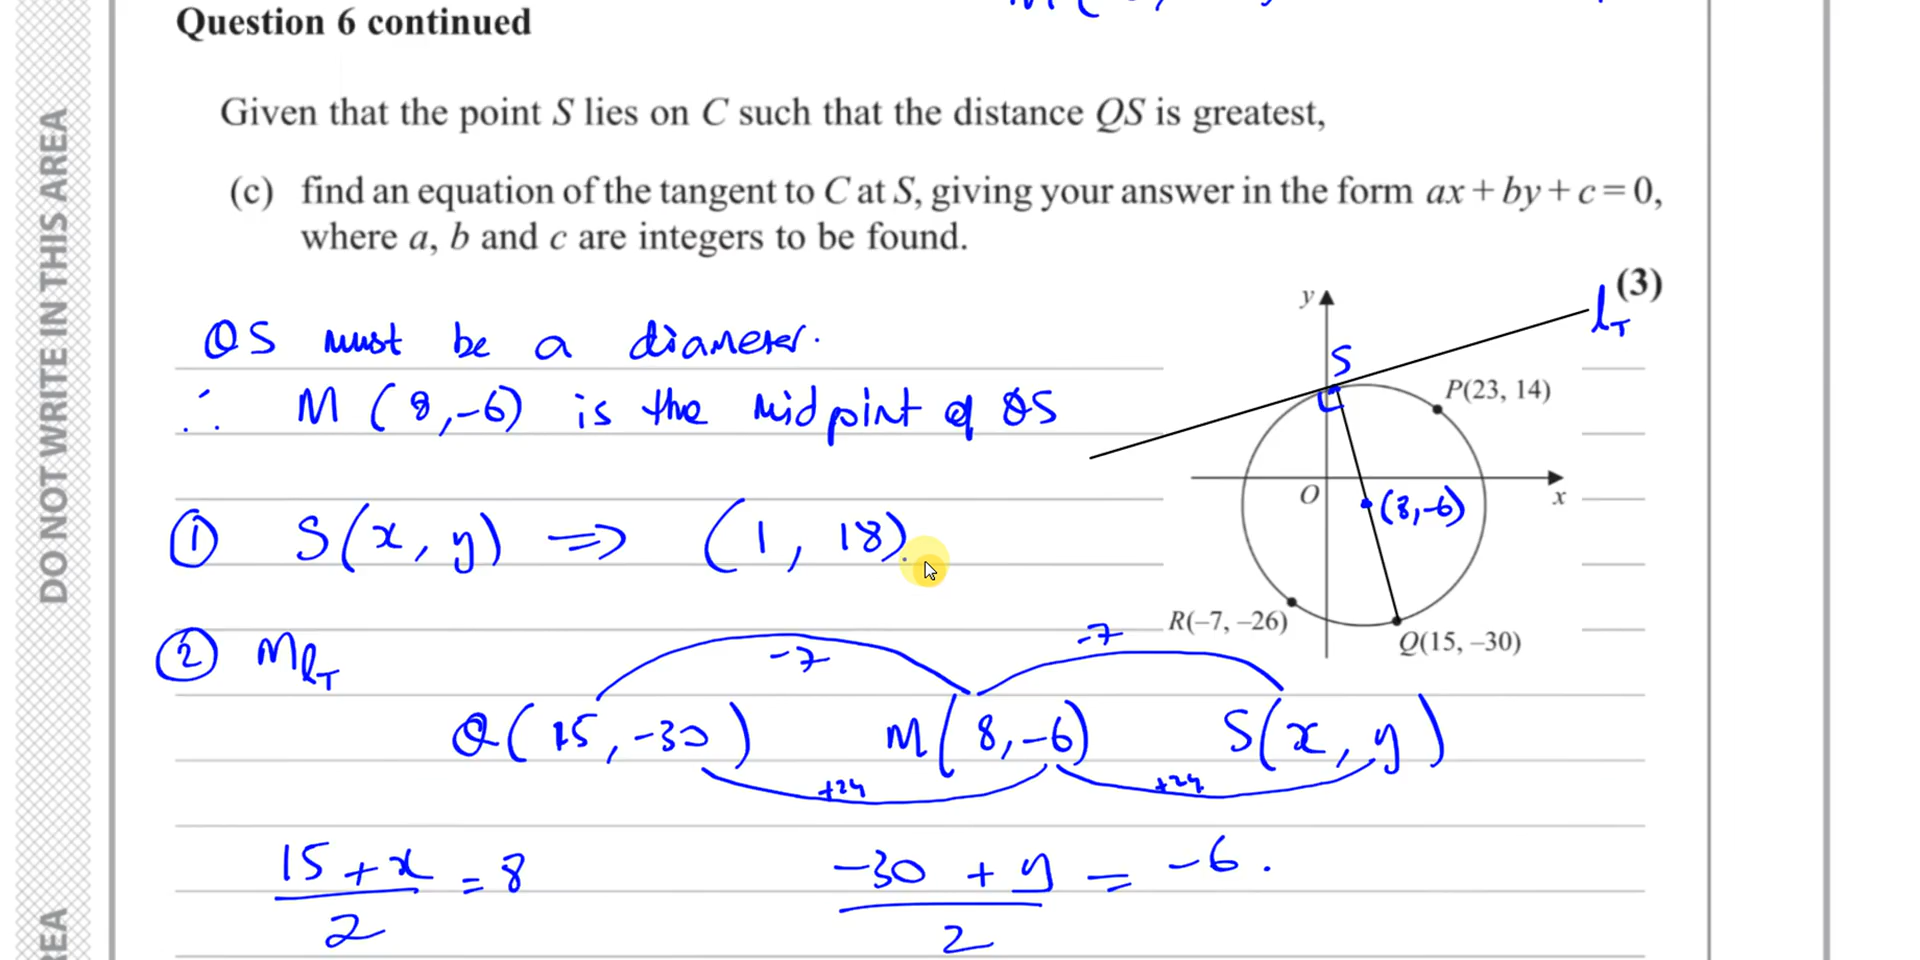 Question 6 continued
Given that the point S lies on C such that the distance QS is greatest,
(c) find an equation of the tangent to C at S, giving your answer in the form ax + by + c = 0,
where a, b and c are integers to be found.
(3)
DO NOT WRITE IN THIS AREA
QS must be a diameter.
∴ M (8,-6) is the midpoint of QS
① S(x, y) ⇒ (1, 18).
② M_{l_T}
y
l_T
S
P(23, 14)
O
x
(8,-6)
R(–7, –26)
Q(15, –30)
-7
-7
Q(15, -30) M(8, -6) S(x, y)
+24
+24
(15 + x)/2 = 8
(-30 + y)/2 = -6.
REA